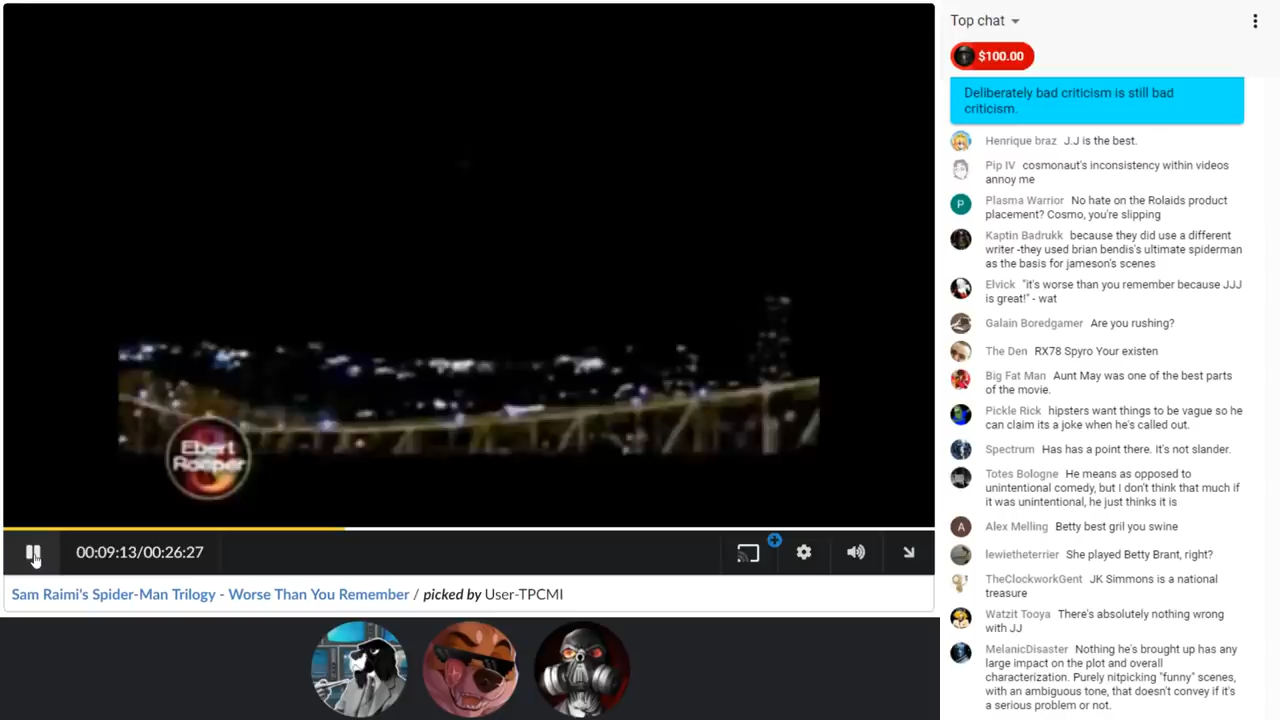 Top chat
$100.00
Deliberately bad criticism is still bad
criticism.
Henrique braz J.J is the best.
Pip IV cosmonaut's inconsistency within videos
annoy me
P
Plasma Warrior No hate on the Rolaids product
placement? Cosmo, you're slipping
Kaptin Badrukk because they did use a different
writer -they used brian bendis's ultimate spiderman
as the basis for jameson's scenes
Elvick "it's worse than you remember because JJJ
is great!" - wat
Galain Boredgamer Are you rushing?
The Den RX78 Spyro Your existen
Big Fat Man Aunt May was one of the best parts
of the movie.
Pickle Rick hipsters want things to be vague so he
can claim its a joke when he's called out.
Spectrum Has has a point there. It's not slander.
Totes Bologne He means as opposed to
unintentional comedy, but I don't think that much if
it was unintentional, he just thinks it is
A
Alex Melling Betty best gril you swine
lewietheterrier She played Betty Brant, right?
TheClockworkGent JK Simmons is a national
treasure
Watzit Tooya There's absolutely nothing wrong
with JJ
MelanicDisaster Nothing he's brought up has any
large impact on the plot and overall
characterization. Purely nitpicking "funny" scenes,
with an ambiguous tone, that doesn't convey if it's
a serious problem or not.
Ebert
Roeper
00:09:13/00:26:27
Sam Raimi's Spider-Man Trilogy - Worse Than You Remember / picked by User-TPCMI